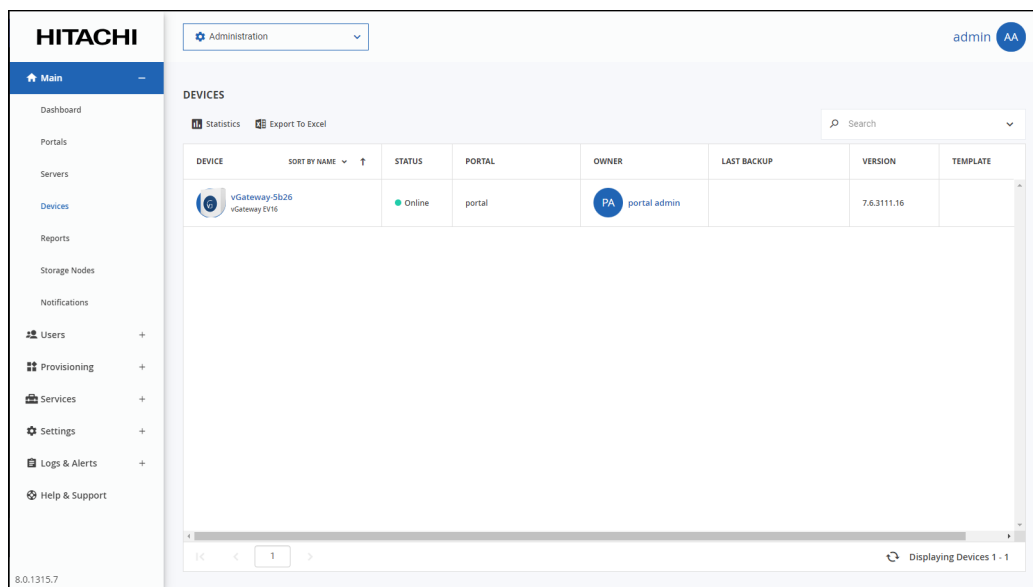 HITACHI
Administration
admin AA
Main
Dashboard
Portals
Servers
Devices
Reports
Storage Nodes
Notifications
Users
Provisioning
Services
Settings
Logs & Alerts
Help & Support
8.0.1315.7
DEVICES
Statistics Export To Excel
Search
DEVICE SORT BY NAME STATUS PORTAL OWNER LAST BACKUP VERSION TEMPLATE
vGateway-5b26
vGateway EV16
Online portal PA portal admin 7.6.3111.16
1
Displaying Devices 1 - 1